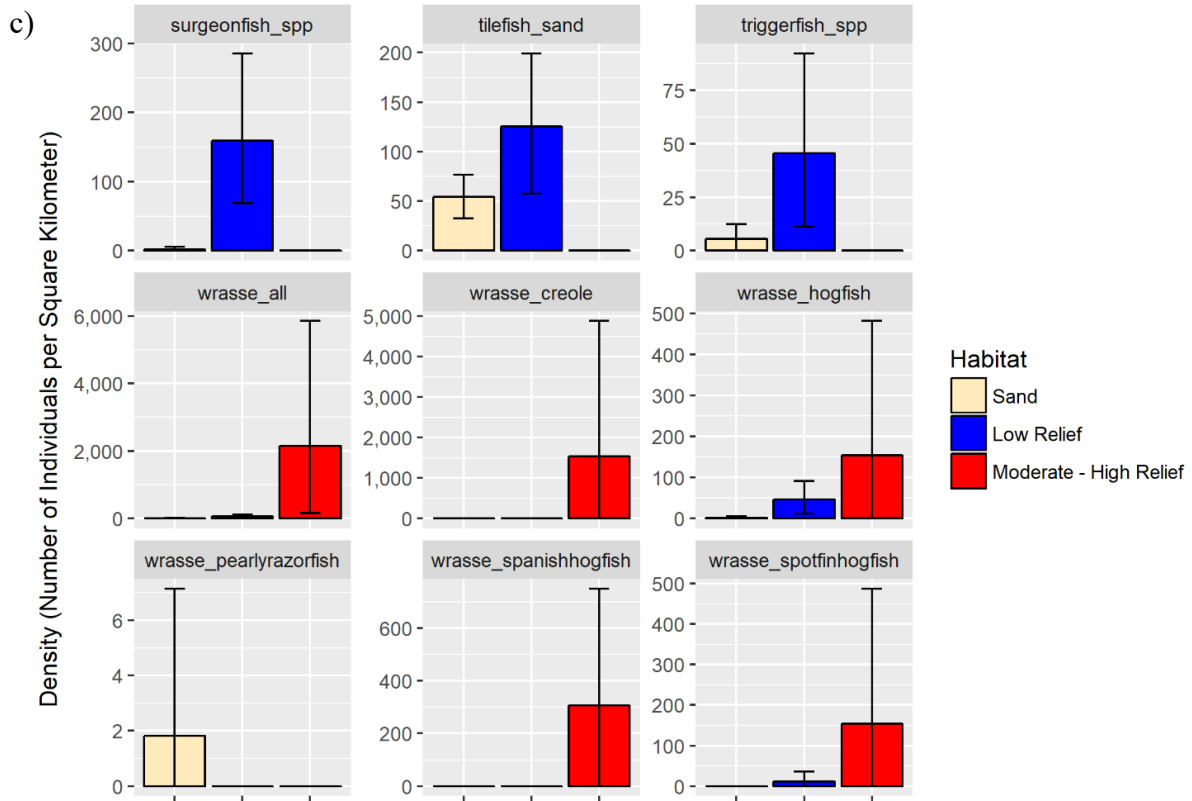 c)
Density (Number of Individuals per Square Kilometer)
surgeonfish_spp
300
200
100
0
tilefish_sand
200
150
100
50
0
triggerfish_spp
75
50
25
0
wrasse_all
6,000
4,000
2,000
0
wrasse_creole
5,000
4,000
3,000
2,000
1,000
0
wrasse_hogfish
500
400
300
200
100
0
wrasse_pearlyrazorfish
6
4
2
0
wrasse_spanishhogfish
600
400
200
0
wrasse_spotfinhogfish
500
400
300
200
100
0
Habitat
Sand
Low Relief
Moderate - High Relief